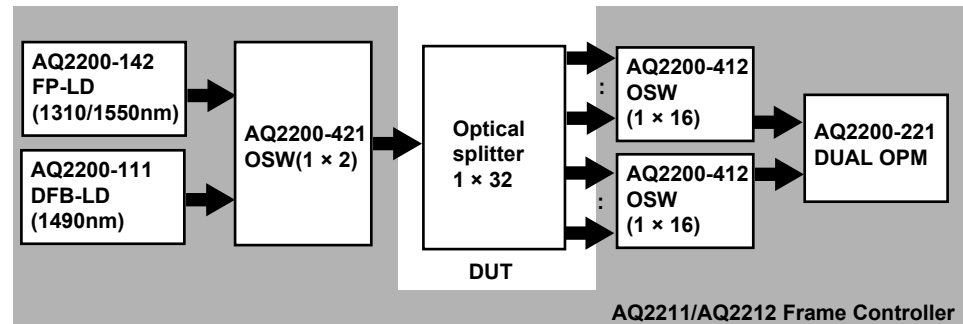 AQ2200-142
FP-LD
(1310/1550nm)
AQ2200-111
DFB-LD
(1490nm)
AQ2200-421
OSW(1 × 2)
Optical
splitter
1 × 32
DUT
:
AQ2200-412
OSW
(1 × 16)
:
AQ2200-412
OSW
(1 × 16)
AQ2200-221
DUAL OPM
AQ2211/AQ2212 Frame Controller